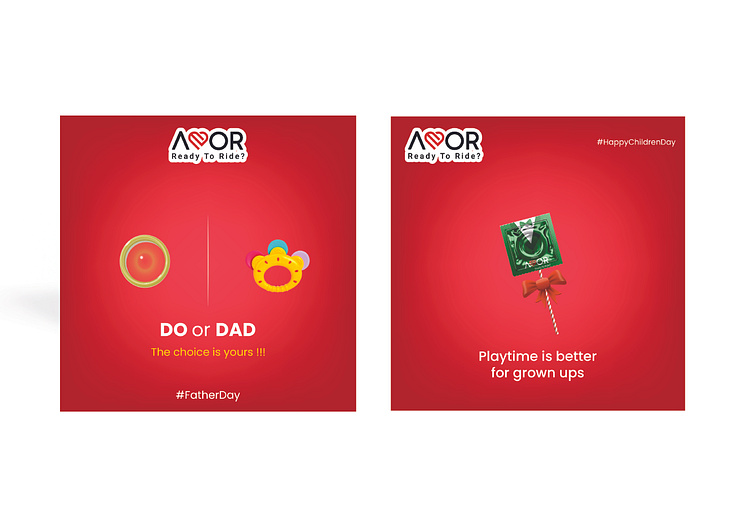 AMOR
Ready To Ride?
DO or DAD
The choice is yours !!!
#FatherDay
AMOR
Ready To Ride?
#HappyChildrenDay
AMOR
Playtime is better
for grown ups